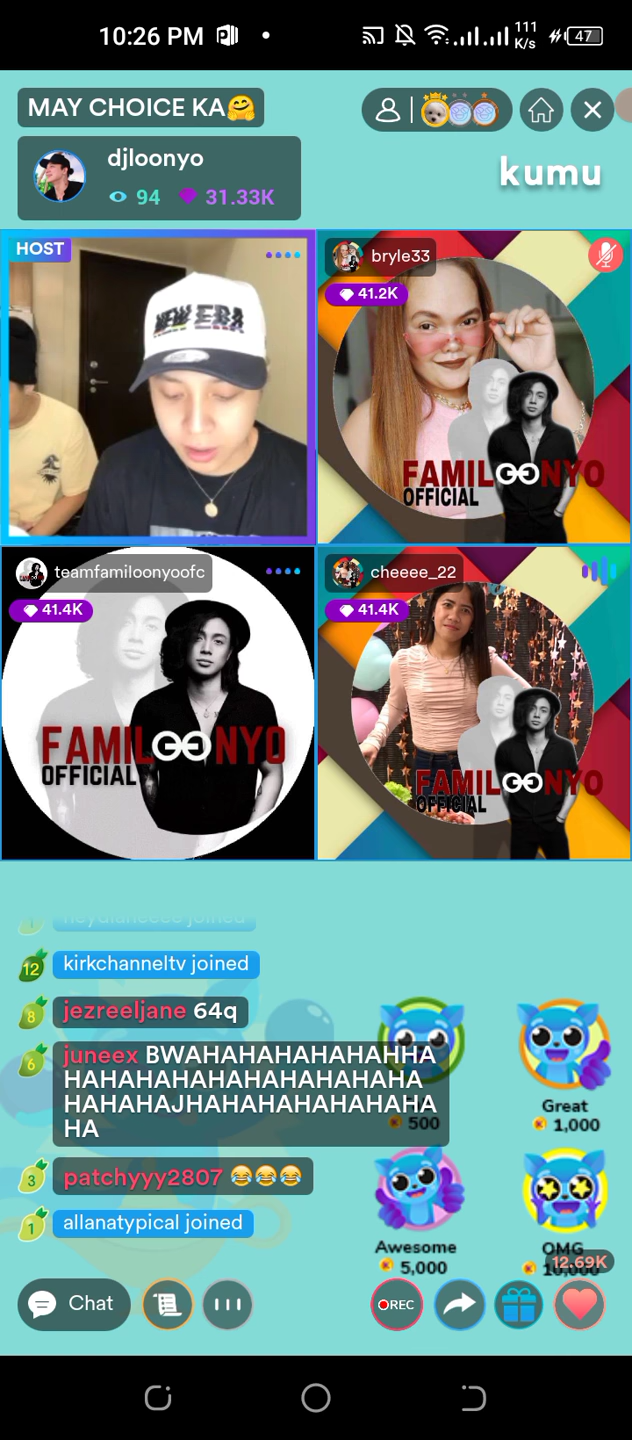 10:26 PM
111
K/s
47
MAY CHOICE KA🤗
djloonyo
94
31.33K
kumu
HOST
NEW ERA
bryle33
41.2K
FAMILOONYO
OFFICIAL
teamfamiloonyoofc
41.4K
FAMILOONYO
OFFICIAL
cheeee_22
41.4K
FAMILOONYO
OFFICIAL
joined
12 kirkchanneltv joined
8 jezreeljane 64q
6 juneex BWAHAHAHAHAHAHHA
HAHAHAHAHAHAHAHAHAHA
HAHAHAJHAHAHAHAHAHAHA
HA
500
Great
1,000
3 patchyyy2807 😂😂😂
1 allanatypical joined
Awesome
5,000
OMG
10,000
12.69K
Chat
REC